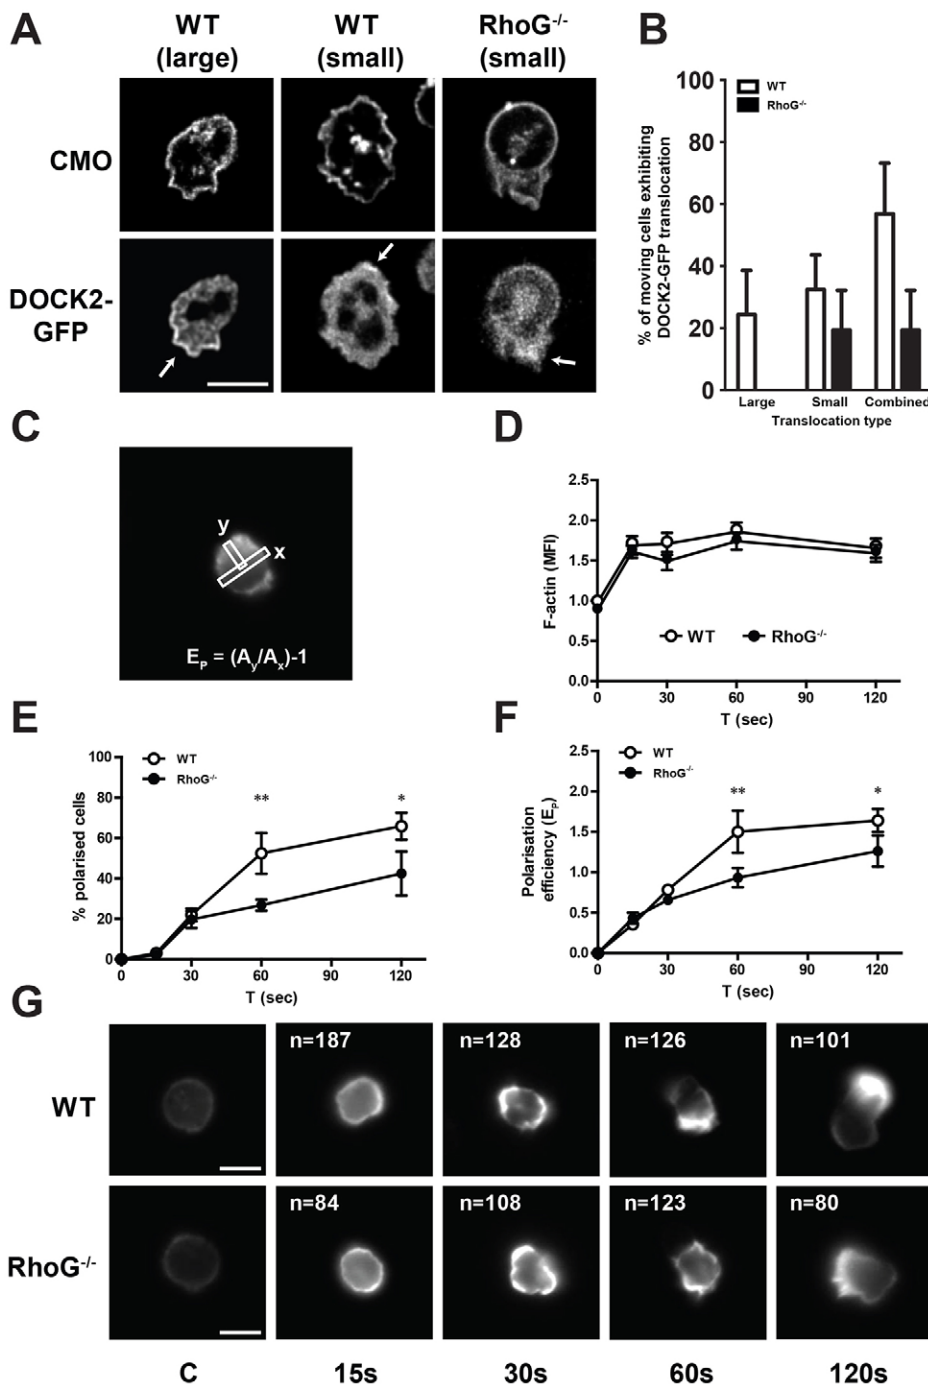 A
WT
(large)
WT
(small)
RhoG-/-
(small)
CMO
DOCK2-
GFP
B
% of moving cells exhibiting
DOCK2-GFP translocation
100
80
60
40
20
0
WT
RhoG-/-
Large
Small
Combined
Translocation type
C
y
x
EP = (Ay/Ax)-1
D
F-actin (MFI)
2.5
2.0
1.5
1.0
0.5
0.0
WT
RhoG-/-
0
30
60
90
120
T (sec)
E
% polarised cells
100
80
60
40
20
0
WT
RhoG-/-
**
*
0
30
60
90
120
T (sec)
F
Polarisation
efficiency (EP)
2.5
2.0
1.5
1.0
0.5
0.0
WT
RhoG-/-
**
*
0
30
60
90
120
T (sec)
G
WT
n=187
n=128
n=126
n=101
RhoG-/-
n=84
n=108
n=123
n=80
C
15s
30s
60s
120s